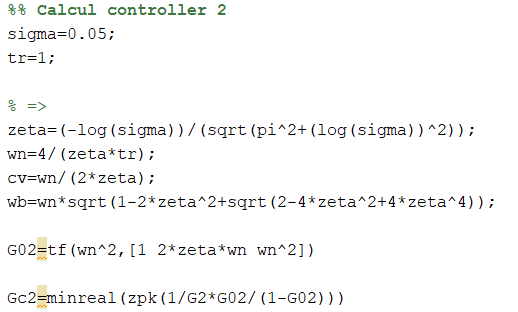 %% Calcul controller 2
sigma=0.05;
tr=1;
% =>
zeta=(-log(sigma))/(sqrt(pi^2+(log(sigma))^2));
wn=4/(zeta*tr);
cv=wn/(2*zeta);
wb=wn*sqrt(1-2*zeta^2+sqrt(2-4*zeta^2+4*zeta^4));
G02=tf(wn^2,[1 2*zeta*wn wn^2])
Gc2=minreal(zpk(1/G2*G02/(1-G02)))